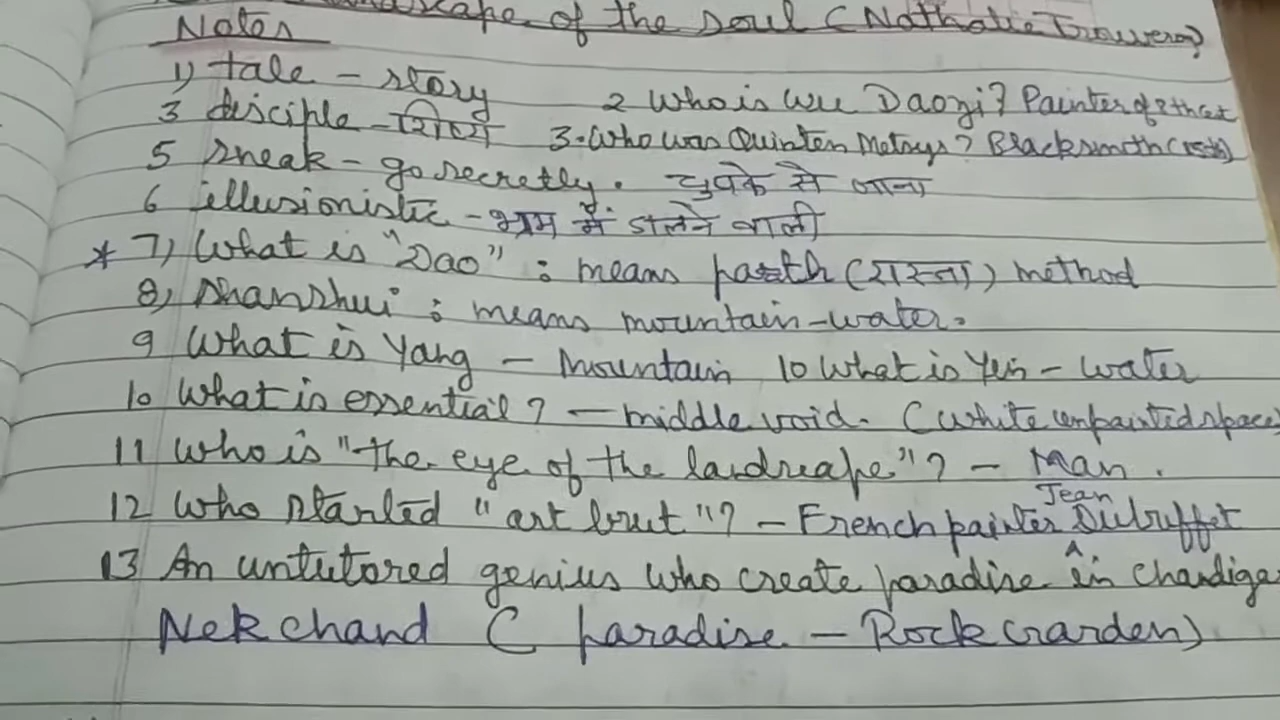 scape of the Soul (Nathalie Trouveroy)
Notes
1) tale - story
2 Who is Wu Daozi? Painter of 8th cent
3 disciple - शिष्य
3. Who was Quinten Metsys? Blacksmith (15th)
5 sneak - go secretly. चुपके से जाना
6 illusionistic - भ्रम में डालने वाली
* 7) What is "Dao" : means path (रास्ता) method
8) Shanshui : means mountain-water.
9 What is Yang - Mountain 10 What is Yin - water
10 What is essential? - middle void. (white unpainted space)
11 Who is "the eye of the landscape"? - Man.
12 Who started "art brut"? - French painter Jean Dubuffet
13 An untutored genius who create paradise in Chandiga
Nek chand ( paradise - Rock Garden)